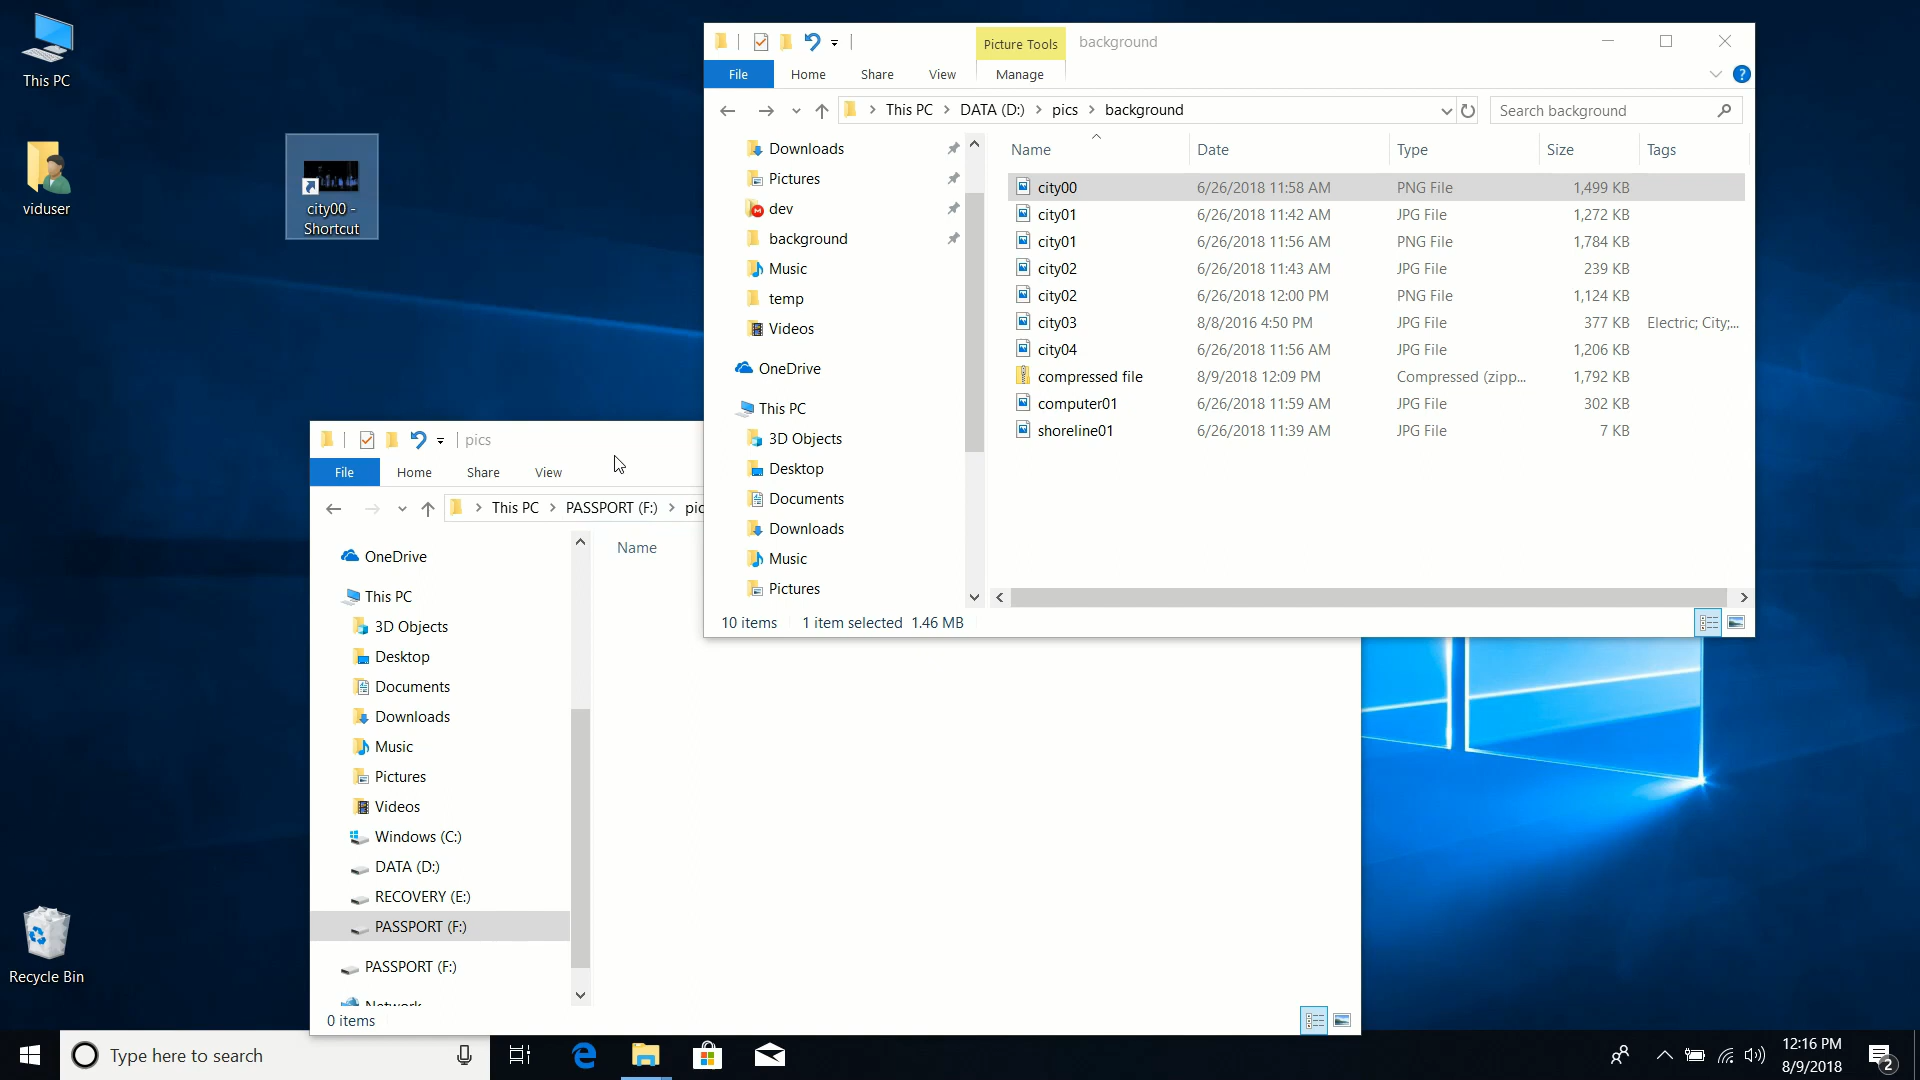 This PC
viduser
city00 -
Shortcut
Recycle Bin
Picture Tools
background
File
Home
Share
View
Manage
?
This PC
DATA (D:)
pics
background
Search background
Downloads
Pictures
dev
background
Music
temp
Videos
OneDrive
This PC
3D Objects
Desktop
Documents
Downloads
Music
Pictures
Name Date Type Size Tags
city00 6/26/2018 11:58 AM PNG File 1,499 KB
city01 6/26/2018 11:42 AM JPG File 1,272 KB
city01 6/26/2018 11:56 AM PNG File 1,784 KB
city02 6/26/2018 11:43 AM JPG File 239 KB
city02 6/26/2018 12:00 PM PNG File 1,124 KB
city03 8/8/2016 4:50 PM JPG File 377 KB Electric; City;...
city04 6/26/2018 11:56 AM JPG File 1,206 KB
compressed file 8/9/2018 12:09 PM Compressed (zipp... 1,792 KB
computer01 6/26/2018 11:59 AM JPG File 302 KB
shoreline01 6/26/2018 11:39 AM JPG File 7 KB
10 items 1 item selected 1.46 MB
pics
File
Home
Share
View
This PC
PASSPORT (F:)
pic
OneDrive
This PC
3D Objects
Desktop
Documents
Downloads
Music
Pictures
Videos
Windows (C:)
DATA (D:)
RECOVERY (E:)
PASSPORT (F:)
PASSPORT (F:)
Network
Name
0 items
Type here to search
12:16 PM
8/9/2018
2